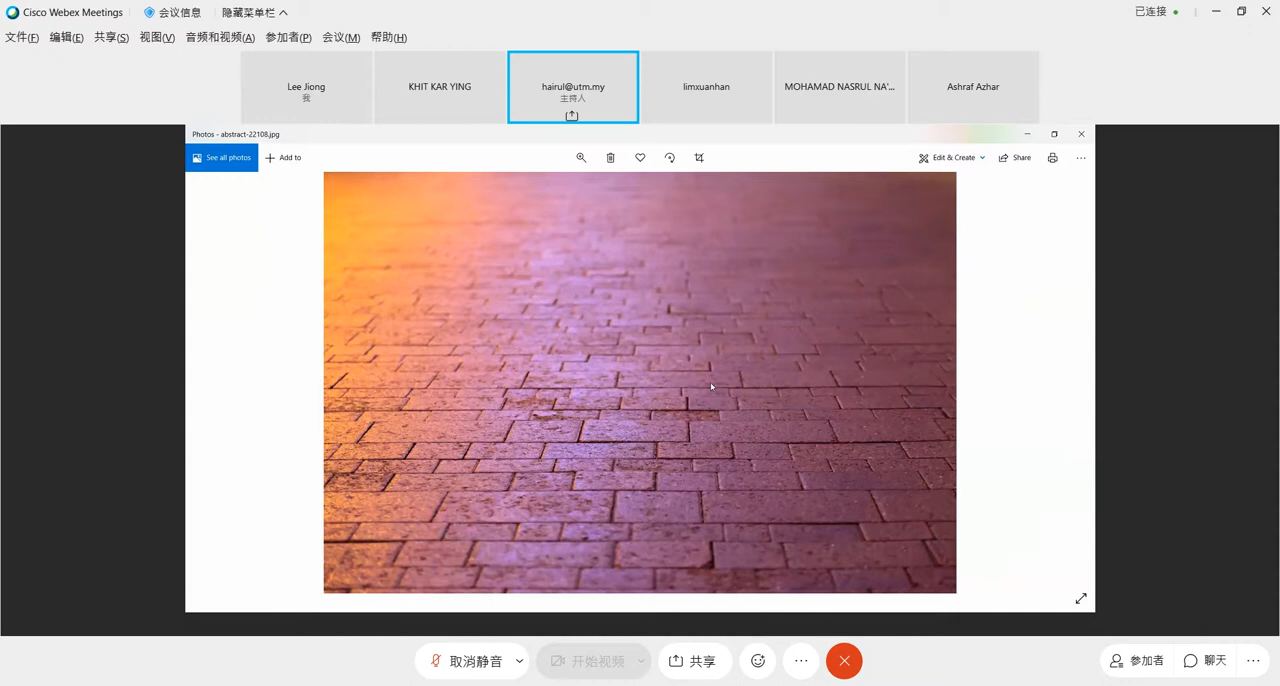 Cisco Webex Meetings 会议信息 隐藏菜单栏 已连接
文件(F) 编辑(E) 共享(S) 视图(V) 音频和视频(A) 参加者(P) 会议(M) 帮助(H)
Lee Jiong
我
KHIT KAR YING
hairul@utm.my
主持人
limxuanhan
MOHAMAD NASRUL NA'...
Ashraf Azhar
Photos - abstract-22108.jpg
See all photos Add to Edit & Create Share
取消静音 开始视频 共享 参加者 聊天